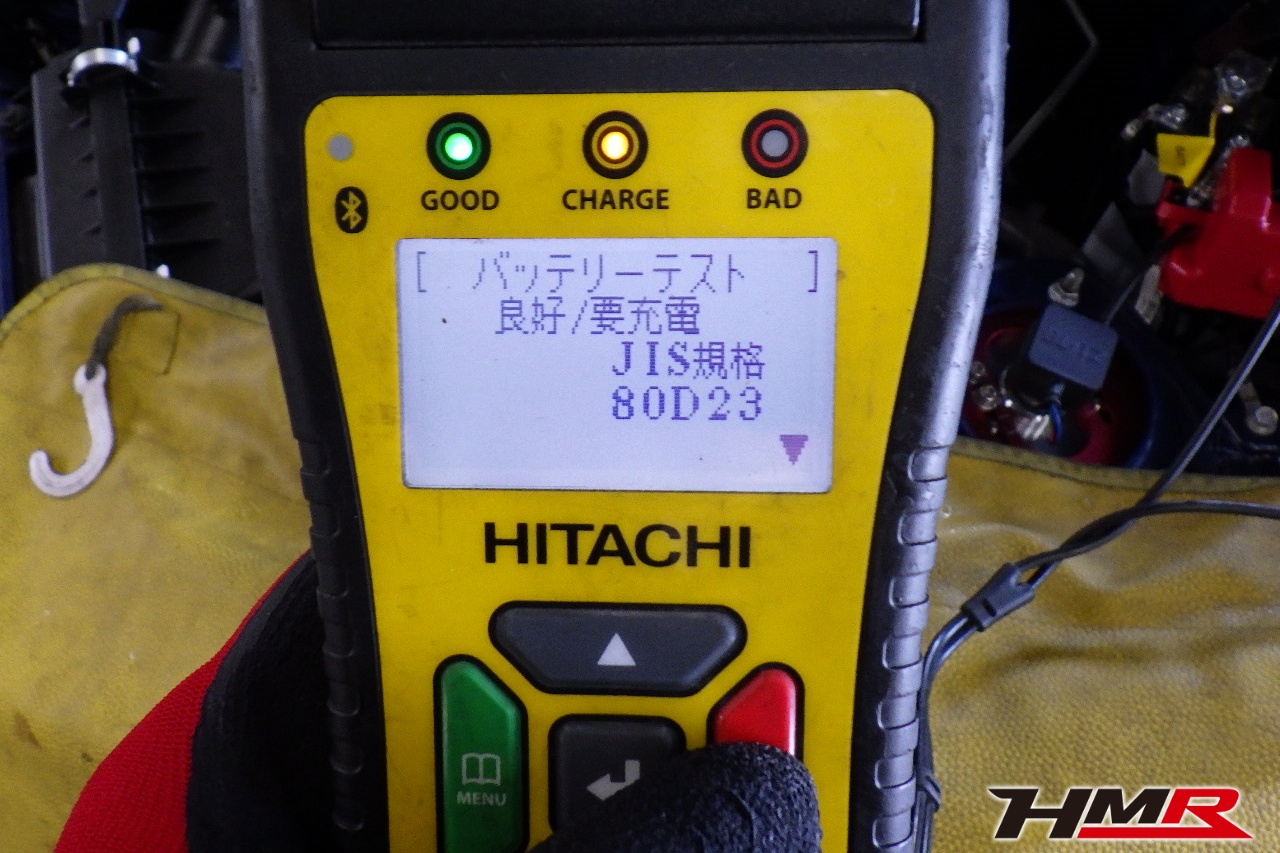 GOOD CHARGE BAD
[ バッテリーテスト ]
良好/要充電
JIS規格
80D23
HITACHI
MENU
HMR